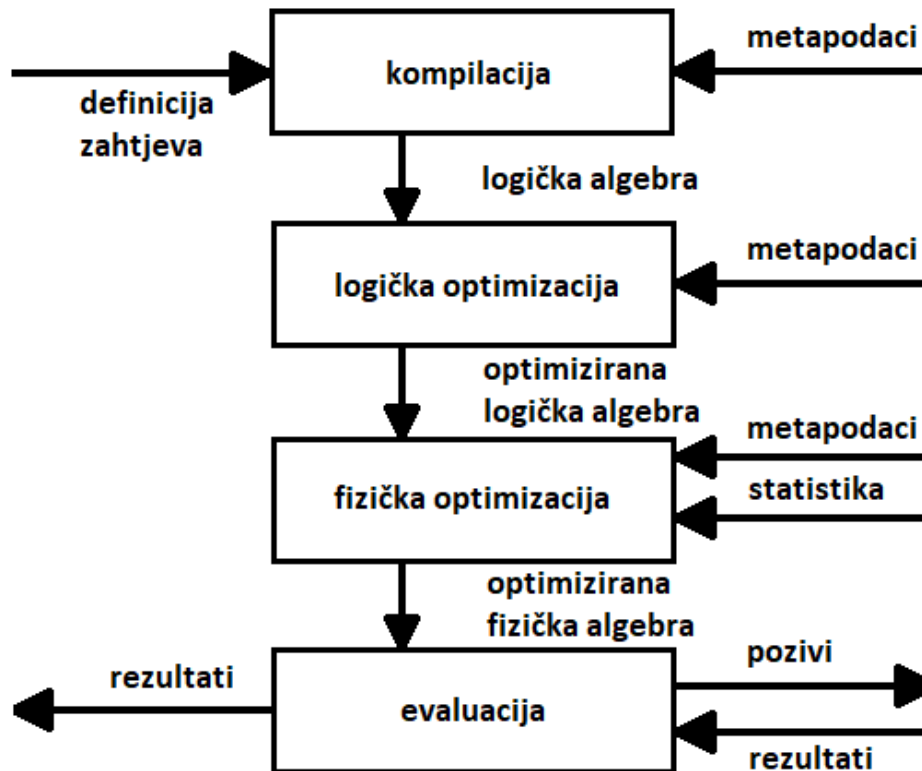 metapodaci
kompilacija
definicija
zahtjeva
logička algebra
metapodaci
logička optimizacija
optimizirana
logička algebra
metapodaci
statistika
fizička optimizacija
optimizirana
fizička algebra
pozivi
rezultati
evaluacija
rezultati